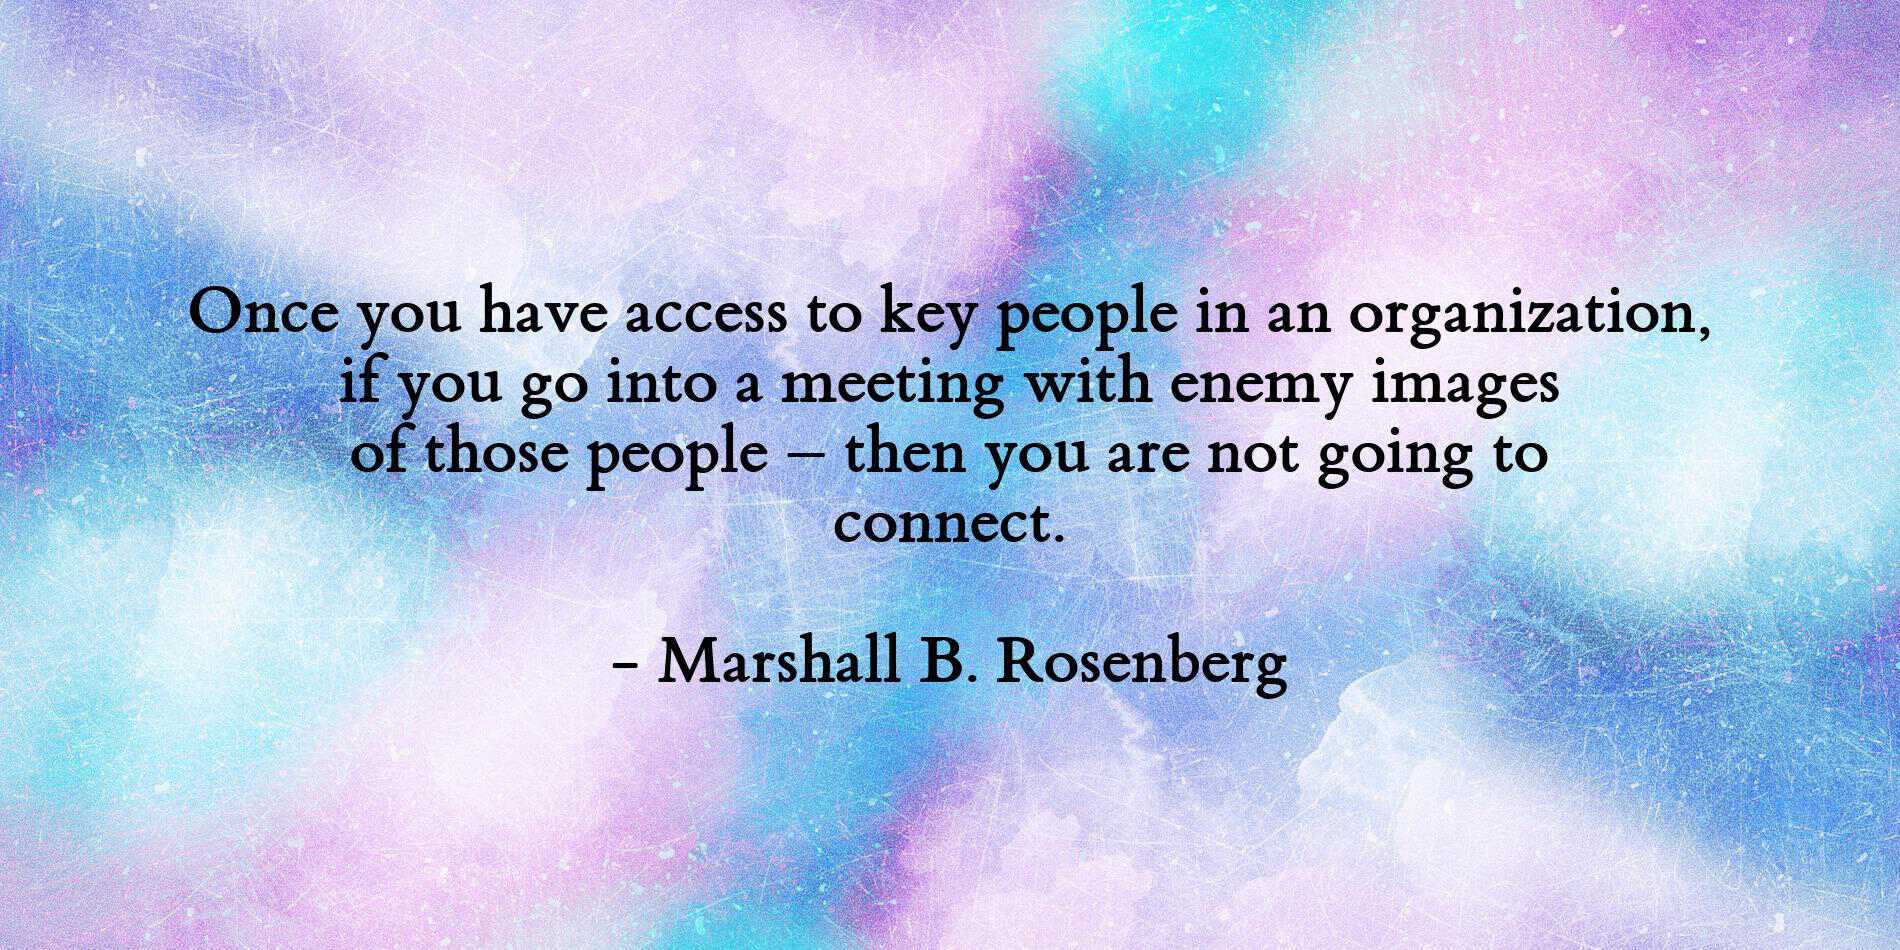 Once you have access to key people in an organization,
if you go into a meeting with enemy images
of those people – then you are not going to
connect.
- Marshall B. Rosenberg